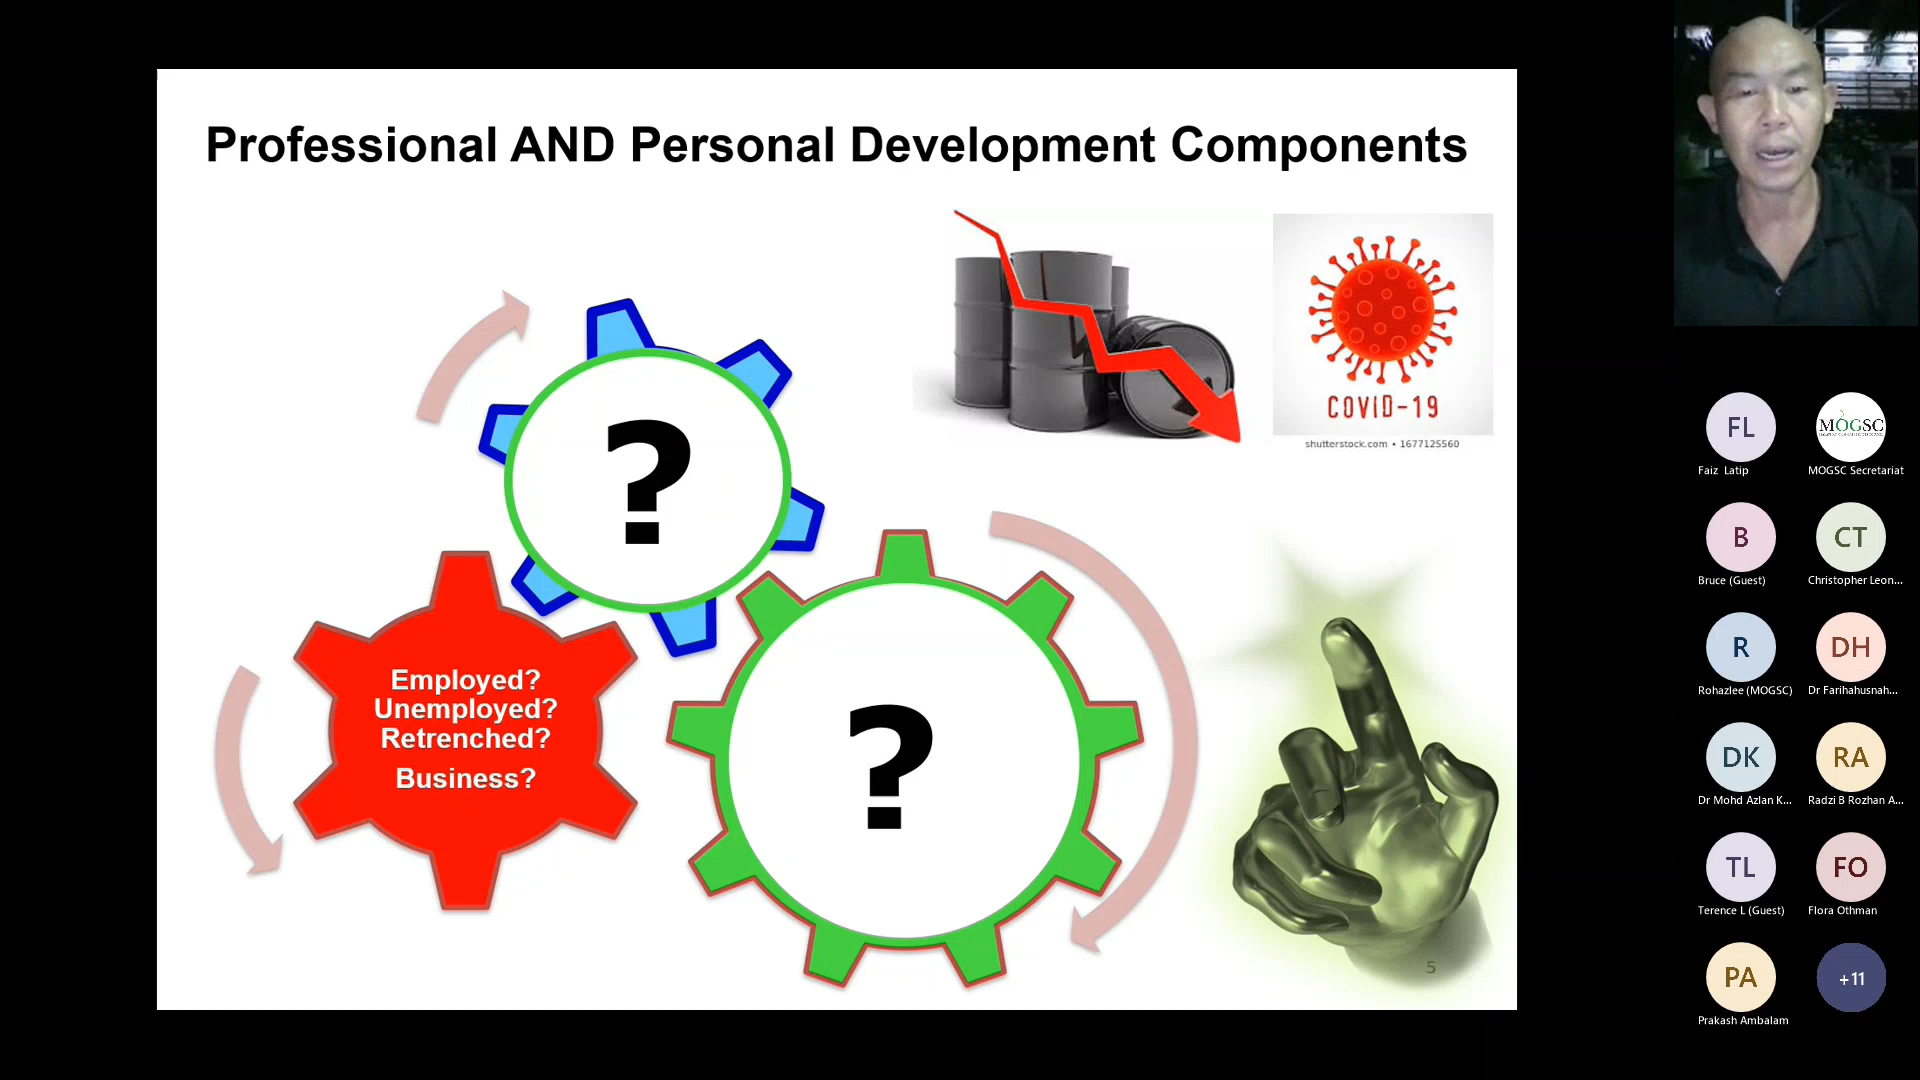 Professional AND Personal Development Components
COVID-19
shutterstock.com • 1677125560
?
Employed?
Unemployed?
Retrenched?
Business?
?
5
FL
Faiz Latip
MOGSC
MOGSC Secretariat
B
Bruce (Guest)
CT
Christopher Leon...
R
Rohazlee (MOGSC)
DH
Dr Farihahusnah...
DK
Dr Mohd Azlan K...
RA
Radzi B Rozhan A...
TL
Terence L (Guest)
FO
Flora Othman
PA
Prakash Ambalam
+11